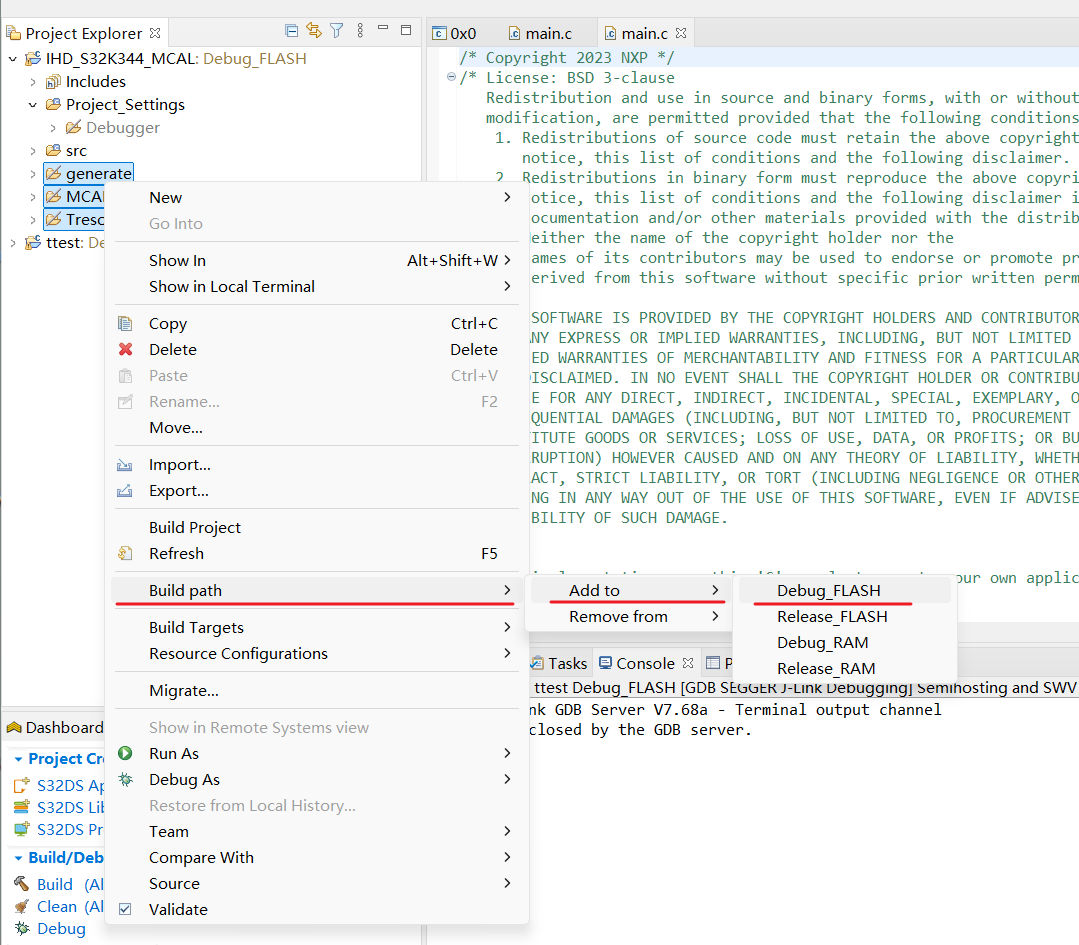 Project Explorer
IHD_S32K344_MCAL: Debug_FLASH
Includes
Project_Settings
Debugger
src
generate
MCAL
Tresc
ttest: De
Dashboard
Project Cre
S32DS Ap
S32DS Lib
S32DS Pr
Build/Deb
Build (Al
Clean (Al
Debug
New
Go Into
Show In Alt+Shift+W
Show in Local Terminal
Copy Ctrl+C
Delete Delete
Paste Ctrl+V
Rename... F2
Move...
Import...
Export...
Build Project
Refresh F5
Build path
Build Targets
Resource Configurations
Migrate...
Show in Remote Systems view
Run As
Debug As
Restore from Local History...
Team
Compare With
Source
Validate
Add to
Remove from
Debug_FLASH
Release_FLASH
Debug_RAM
Release_RAM
0x0 main.c main.c
/* Copyright 2023 NXP */
/* License: BSD 3-clause
Redistribution and use in source and binary forms, with or without
modification, are permitted provided that the following conditions
1. Redistributions of source code must retain the above copyright
notice, this list of conditions and the following disclaimer.
2. Redistributions in binary form must reproduce the above copyri
otice, this list of conditions and the following disclaimer i
ocumentation and/or other materials provided with the distrib
either the name of the copyright holder nor the
ames of its contributors may be used to endorse or promote pr
erived from this software without specific prior written perm
SOFTWARE IS PROVIDED BY THE COPYRIGHT HOLDERS AND CONTRIBUTOR
NY EXPRESS OR IMPLIED WARRANTIES, INCLUDING, BUT NOT LIMITED
ED WARRANTIES OF MERCHANTABILITY AND FITNESS FOR A PARTICULAR
ISCLAIMED. IN NO EVENT SHALL THE COPYRIGHT HOLDER OR CONTRIBU
E FOR ANY DIRECT, INDIRECT, INCIDENTAL, SPECIAL, EXEMPLARY, O
QUENTIAL DAMAGES (INCLUDING, BUT NOT LIMITED TO, PROCUREMENT
TITUTE GOODS OR SERVICES; LOSS OF USE, DATA, OR PROFITS; OR BU
RUPTION) HOWEVER CAUSED AND ON ANY THEORY OF LIABILITY, WHETH
ACT, STRICT LIABILITY, OR TORT (INCLUDING NEGLIGENCE OR OTHER
NG IN ANY WAY OUT OF THE USE OF THIS SOFTWARE, EVEN IF ADVISE
BILITY OF SUCH DAMAGE.
our own applic
Tasks Console P
ttest Debug_FLASH [GDB SEGGER J-Link Debugging] Semihosting and SWV
nk GDB Server V7.68a - Terminal output channel
closed by the GDB server.